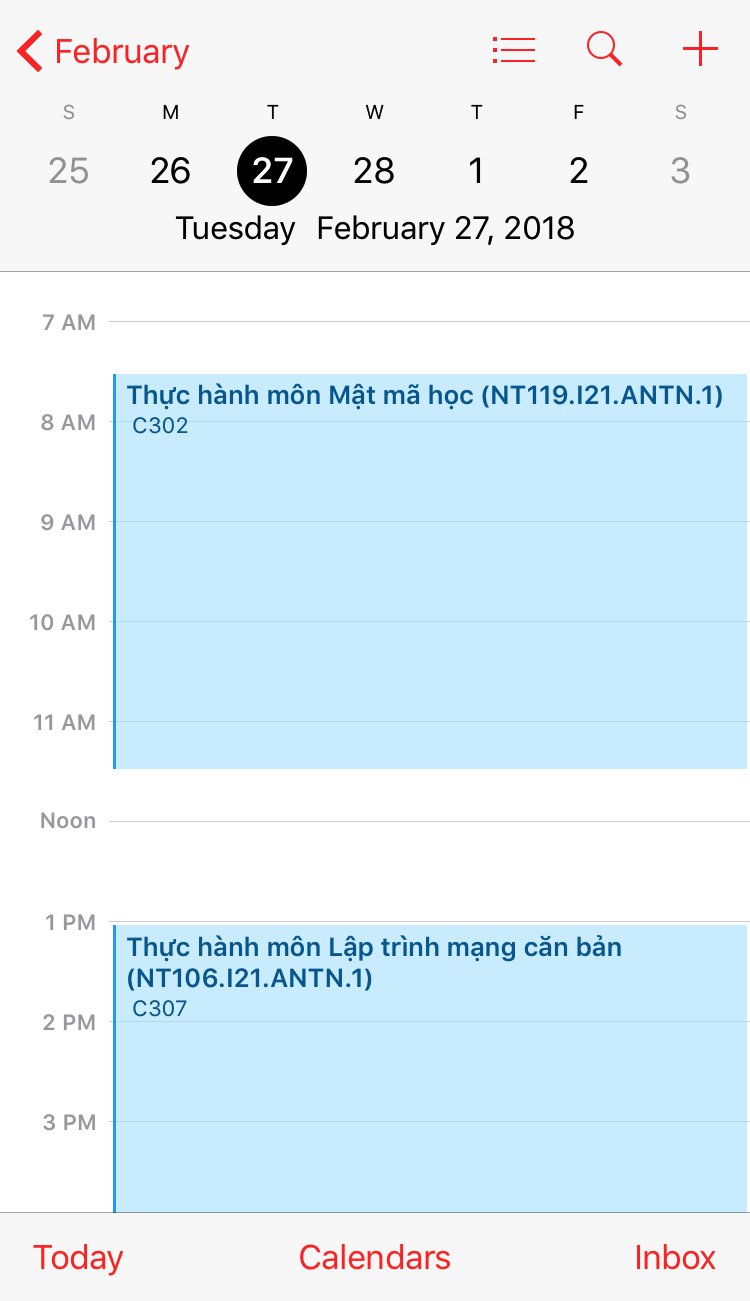 February
S M T W T F S
25 26 27 28 1 2 3
Tuesday February 27, 2018
7 AM
Thực hành môn Mật mã học (NT119.I21.ANTN.1)
8 AM
C302
9 AM
10 AM
11 AM
Noon
1 PM
Thực hành môn Lập trình mạng căn bản
(NT106.I21.ANTN.1)
C307
2 PM
3 PM
Today Calendars Inbox